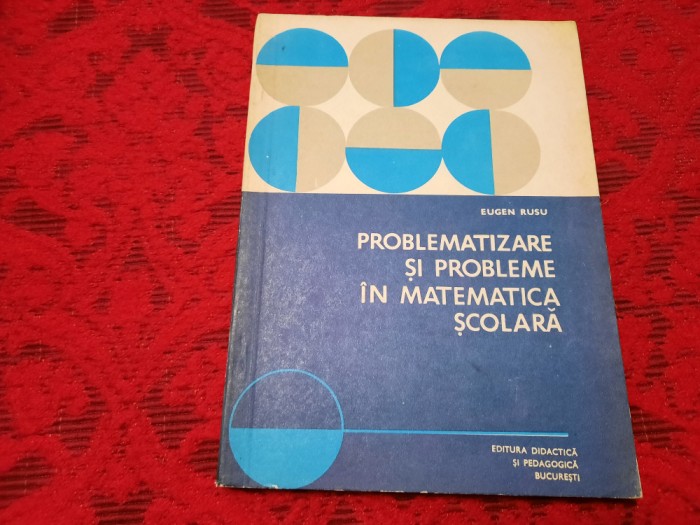 EUGEN RUSU
PROBLEMATIZARE
ȘI PROBLEME
ÎN MATEMATICA
ȘCOLARĂ
EDITURA DIDACTICĂ
ȘI PEDAGOGICĂ
BUCUREȘTI